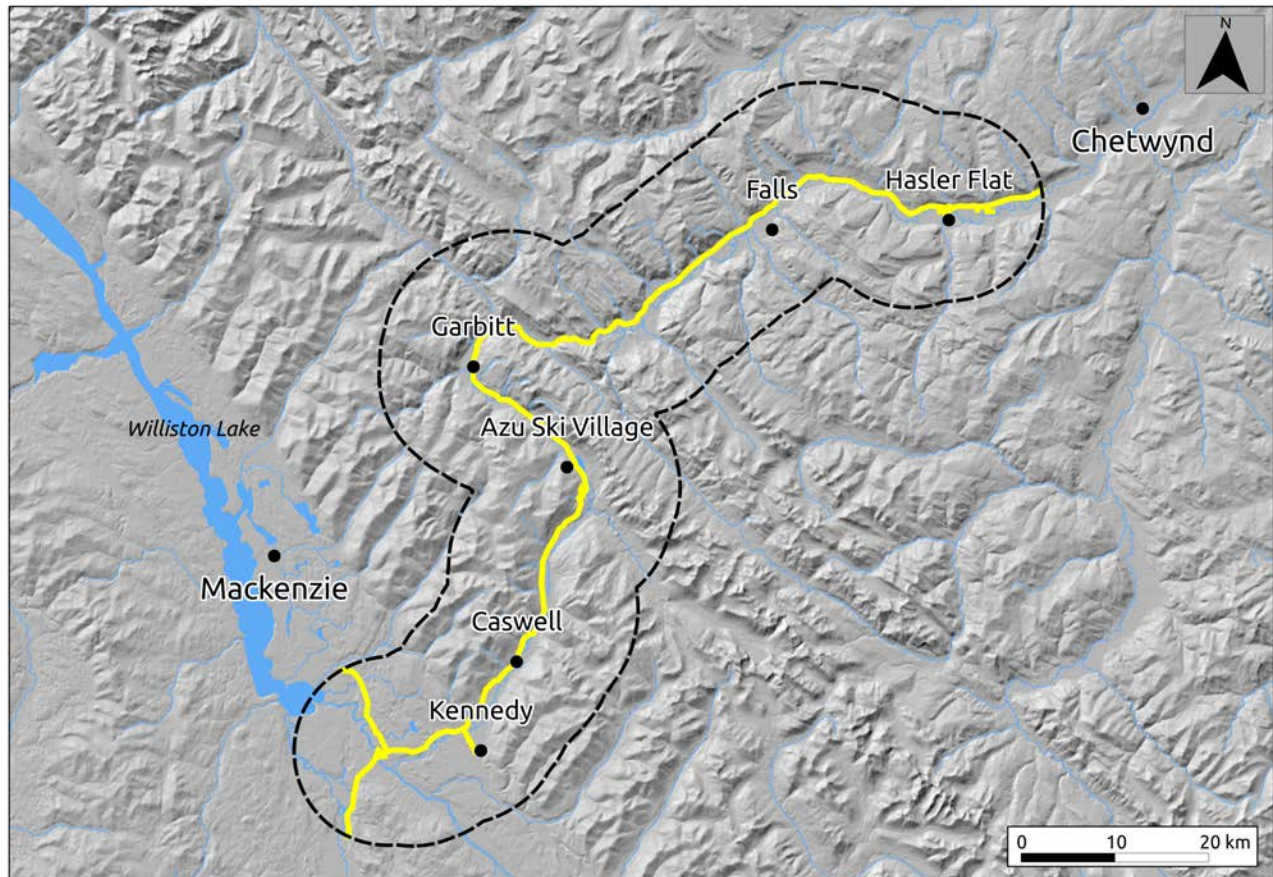 N
Chetwynd
Hasler Flat
Falls
Garbitt
Azu Ski Village
Williston Lake
Mackenzie
Caswell
Kennedy
0 10 20 km